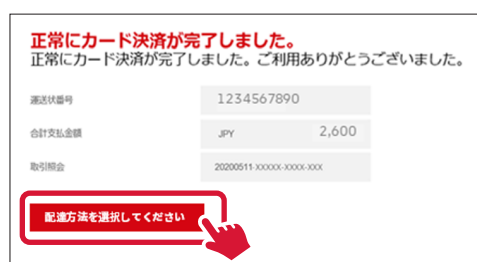 正常にカード決済が完了しました。
正常にカード決済が完了しました。ご利用ありがとうございました。
運送状番号 1234567890
合計支払金額 JPY 2,600
取引照会 20200511-XXXXX-XXXX-XXX
配達方法を選択してください